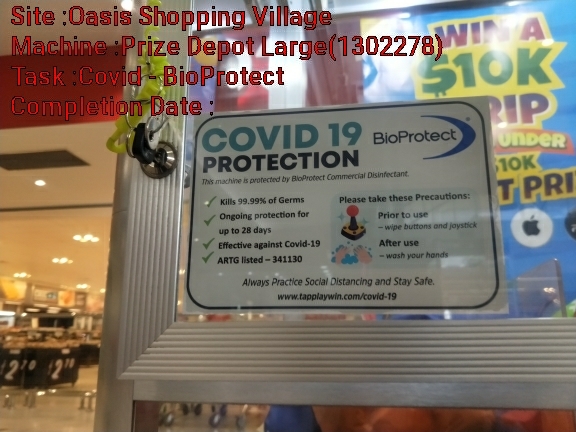 Site :Oasis Shopping Village
Machine :Prize Depot Large(1302278)
Task :Covid - BioProtect
Completion Date :
WIN A
$10K
UNDER
$10K
COVID 19
PROTECTION
BioProtect
This machine is protected by BioProtect Commercial Disinfectant.
Kills 99.99% of Germs
Ongoing protection for
up to 28 days
Effective against Covid-19
ARTG listed – 341130
Please take these Precautions:
Prior to use
– wipe buttons and joystick
After use
– wash your hands
Always Practice Social Distancing and Stay Safe.
www.tapplaywin.com/covid-19